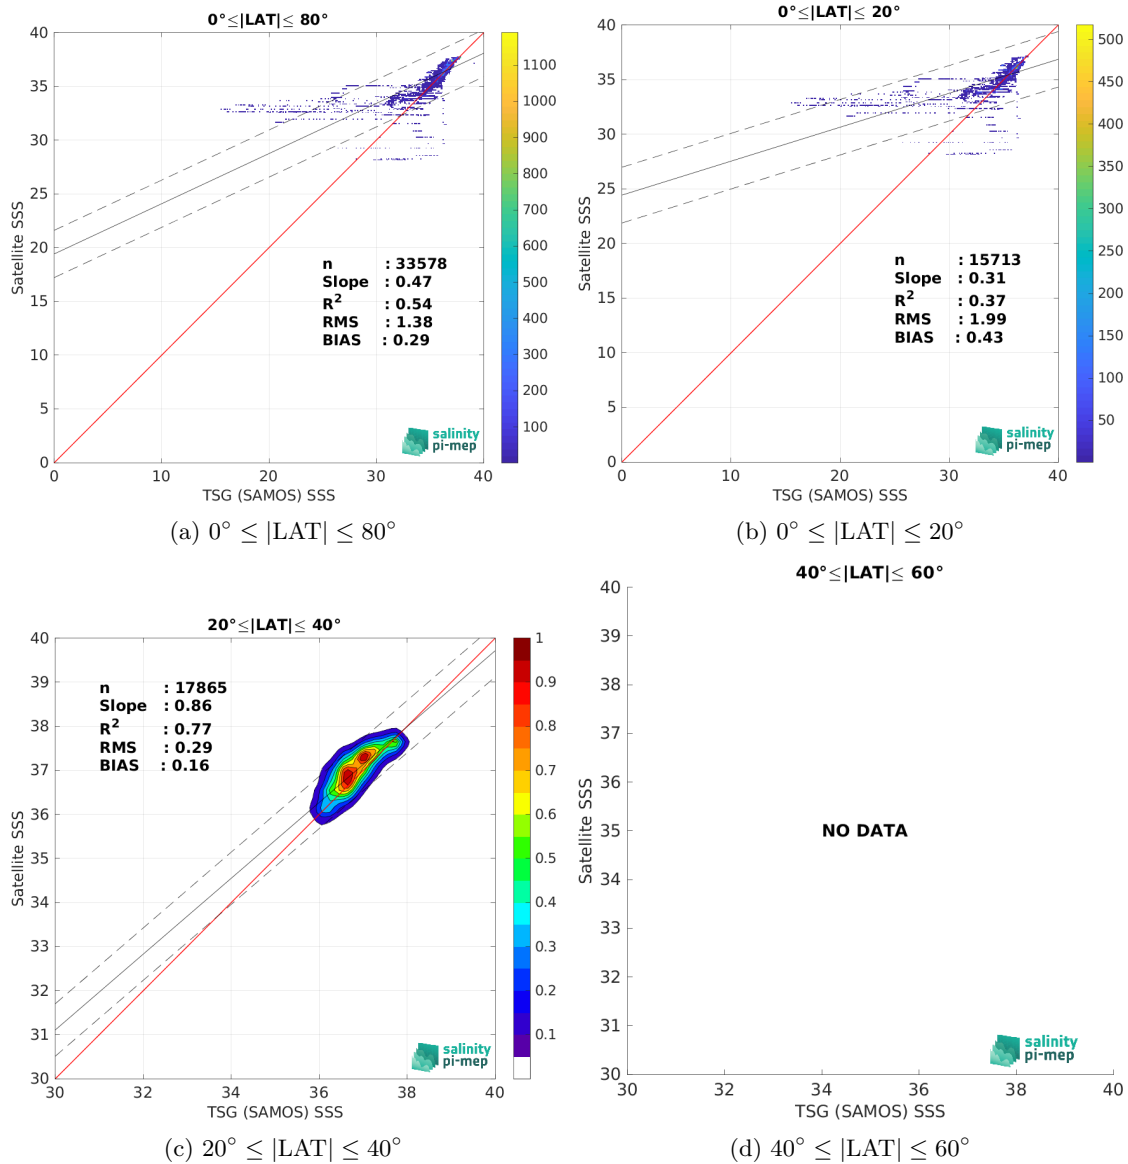 0°≤|LAT|≤ 80°
40
35
30
25
20
15
10
5
0
0
10
20
30
40
Satellite SSS
TSG (SAMOS) SSS
n : 33578
Slope : 0.47
R² : 0.54
RMS : 1.38
BIAS : 0.29
salinity
pi-mep
1100
1000
900
800
700
600
500
400
300
200
100
(a) 0° ≤ |LAT| ≤ 80°
0°≤|LAT|≤ 20°
40
35
30
25
20
15
10
5
0
0
10
20
30
40
Satellite SSS
TSG (SAMOS) SSS
n : 15713
Slope : 0.31
R² : 0.37
RMS : 1.99
BIAS : 0.43
salinity
pi-mep
500
450
400
350
300
250
200
150
100
50
(b) 0° ≤ |LAT| ≤ 20°
20°≤|LAT|≤ 40°
40
39
38
37
36
35
34
33
32
31
30
30
32
34
36
38
40
Satellite SSS
TSG (SAMOS) SSS
n : 17865
Slope : 0.86
R² : 0.77
RMS : 0.29
BIAS : 0.16
salinity
pi-mep
1
0.9
0.8
0.7
0.6
0.5
0.4
0.3
0.2
0.1
(c) 20° ≤ |LAT| ≤ 40°
40°≤|LAT|≤ 60°
40
39
38
37
36
35
34
33
32
31
30
30
32
34
36
38
40
Satellite SSS
TSG (SAMOS) SSS
NO DATA
salinity
pi-mep
(d) 40° ≤ |LAT| ≤ 60°